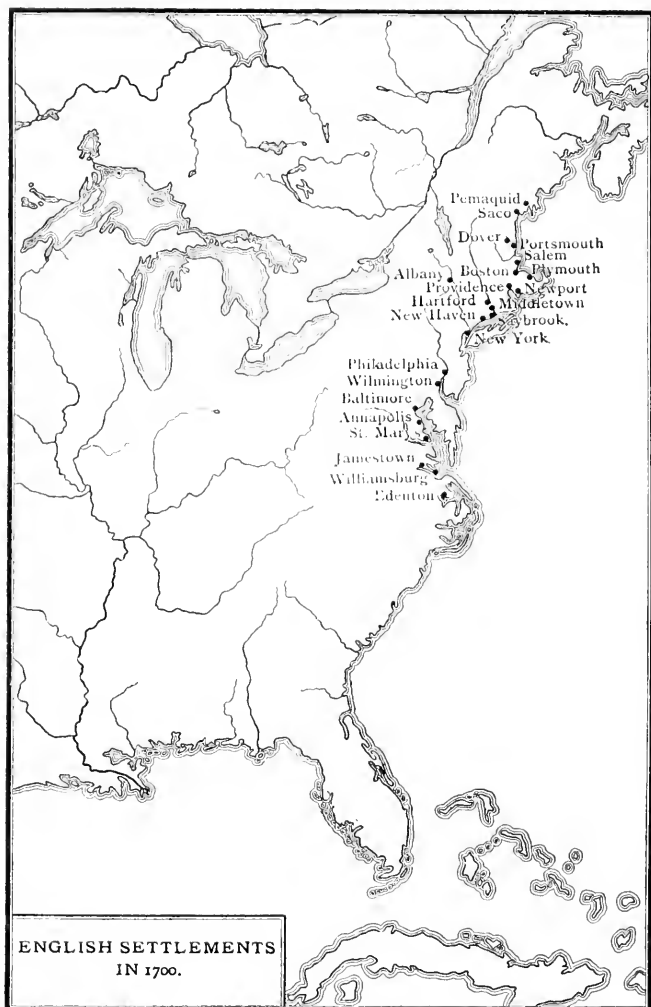 Pemaquid
Saco
Dover
Portsmouth
Salem
Albany
Boston
Plymouth
Providence
Newport
Hartford
Middletown
New Haven
Saybrook.
New York.
Philadelphia
Wilmington
Baltimore
Annapolis
St. Marys
Jamestown
Williamsburg
Edenton
ENGLISH SETTLEMENTS
IN 1700.